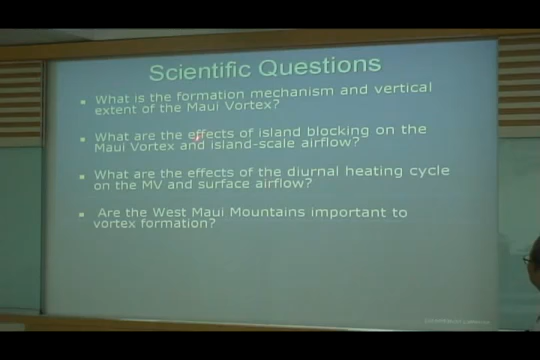 Scientific Questions
▪ What is the formation mechanism and vertical
extent of the Maui Vortex?
▪ What are the effects of island blocking on the
Maui Vortex and island-scale airflow?
▪ What are the effects of the diurnal heating cycle
on the MV and surface airflow?
▪ Are the West Maui Mountains important to
vortex formation?